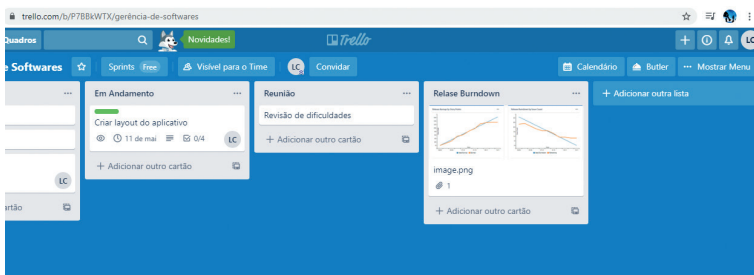 trello.com/b/P7BBkWTX/gerência-de-softwares
Quadros
Novidades!
Trello
LC
e Softwares
Sprints Free
Visível para o Time
LC
Convidar
Calendário
Butler
Mostrar Menu
LC
artão
Em Andamento
Criar layout do aplicativo
11 de mai
0/4
LC
+ Adicionar outro cartão
Reunião
Revisão de dificuldades
+ Adicionar outro cartão
Relase Burndown
image.png
1
+ Adicionar outro cartão
+ Adicionar outra lista